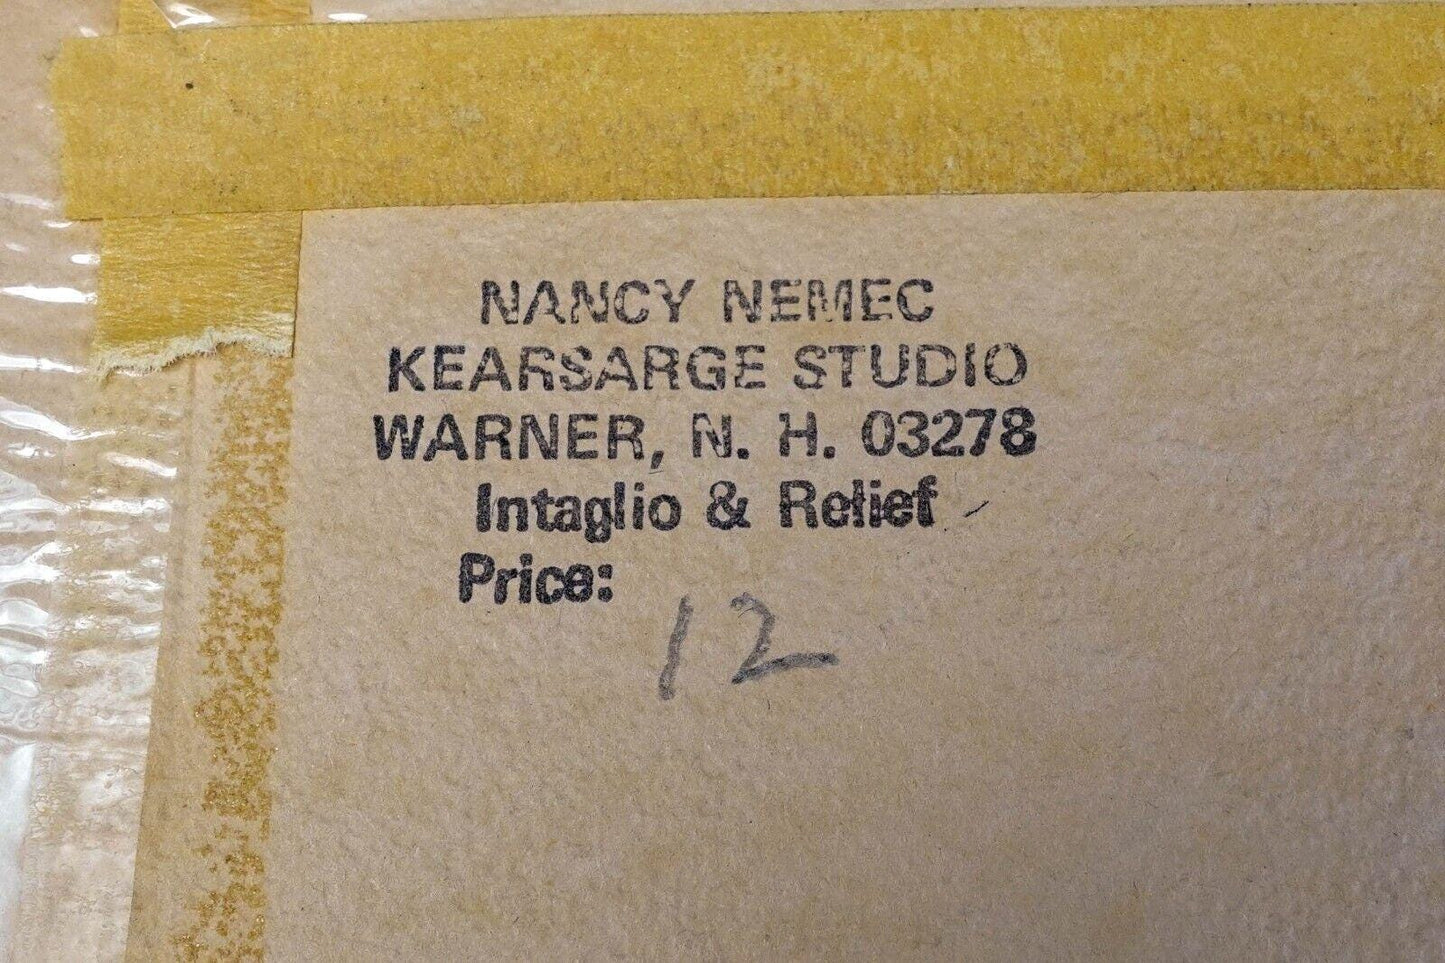 NANCY NEMEC
KEARSARGE STUDIO
WARNER, N. H. 03278
Intaglio & Relief
Price:
12